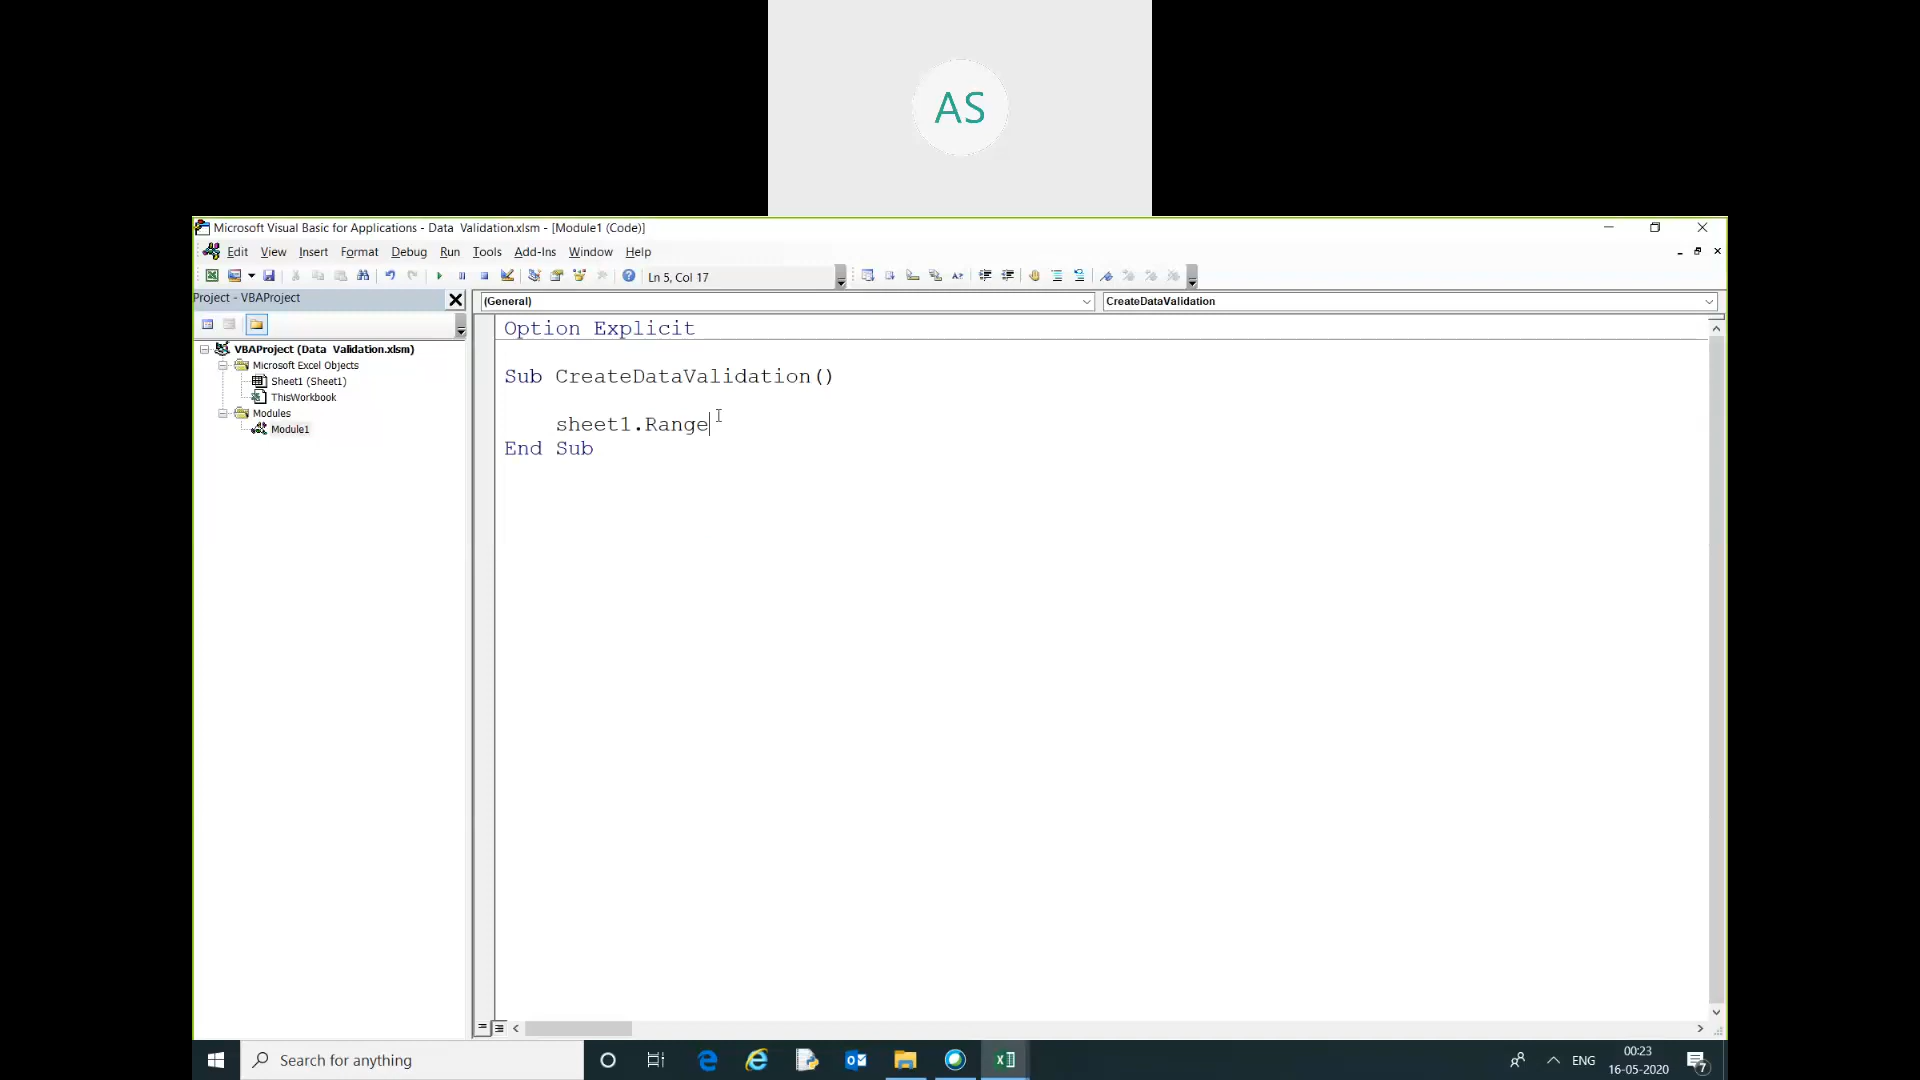 AS
Microsoft Visual Basic for Applications - Data Validation.xlsm - [Module1 (Code)]
Edit View Insert Format Debug Run Tools Add-Ins Window Help
Ln 5, Col 17
Project - VBAProject
(General) CreateDataValidation
VBAProject (Data Validation.xlsm)
Microsoft Excel Objects
Sheet1 (Sheet1)
ThisWorkbook
Modules
Module1
Option Explicit
Sub CreateDataValidation()
sheet1.Range
End Sub
Search for anything
ENG
00:23
16-05-2020
7